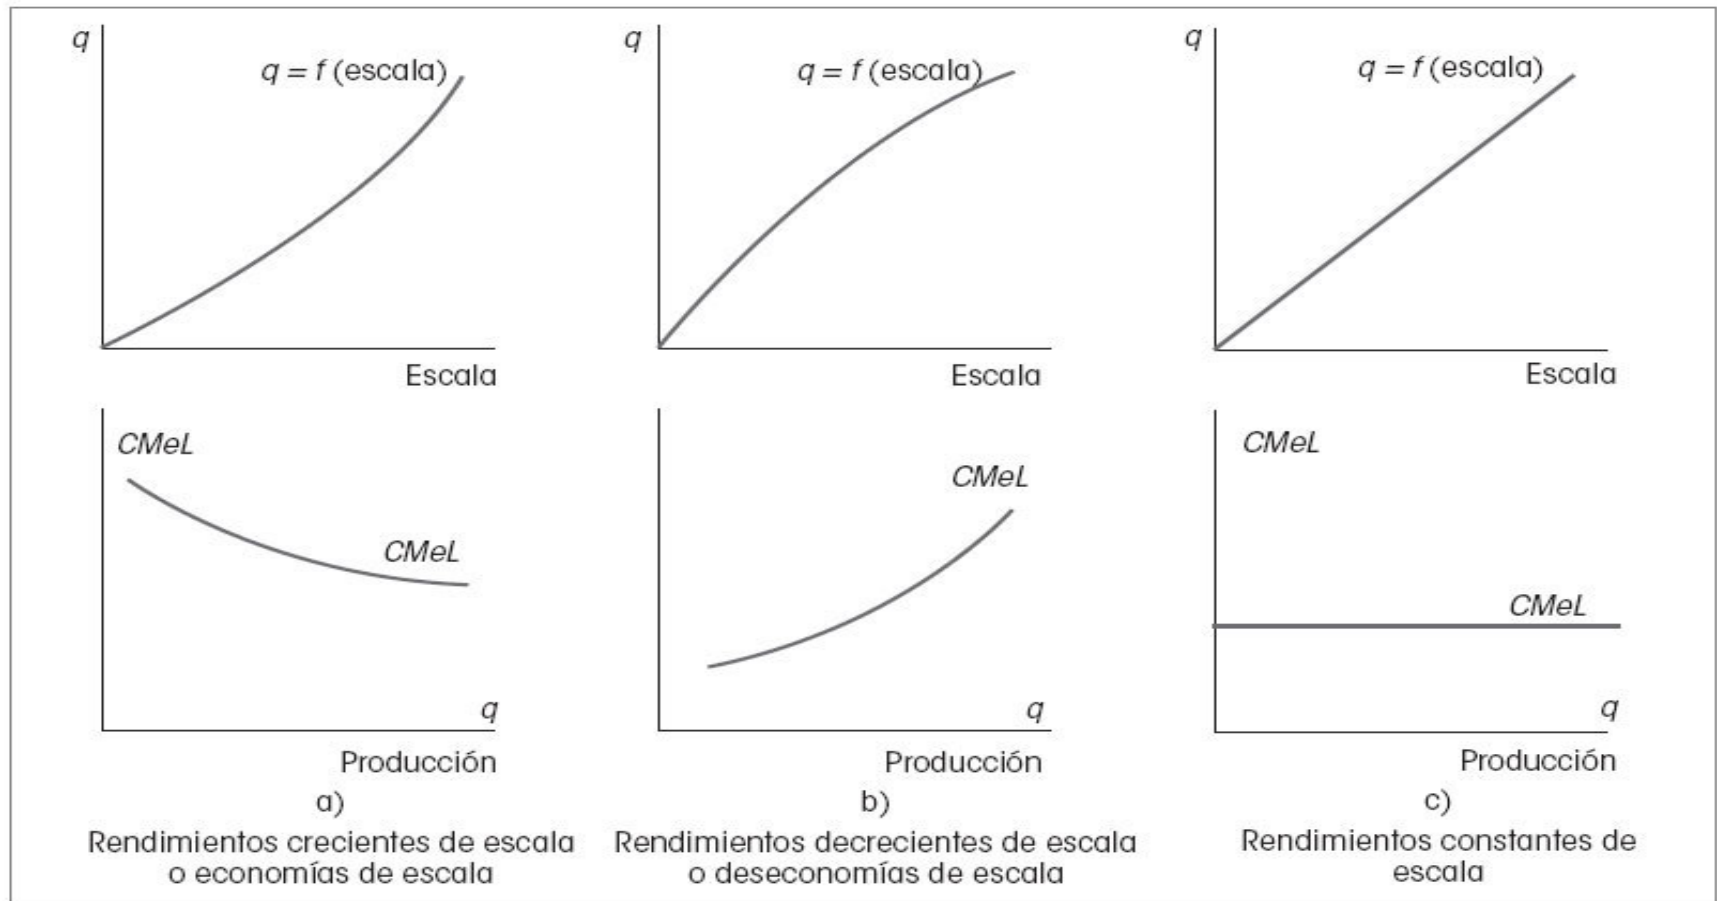 q
q = f (escala)
Escala
q
q = f (escala)
Escala
q
q = f (escala)
Escala
CMeL
CMeL
q
Producción
a)
Rendimientos crecientes de escala
o economías de escala
CMeL
q
Producción
b)
Rendimientos decrecientes de escala
o deseconomías de escala
CMeL
CMeL
q
Producción
c)
Rendimientos constantes de
escala